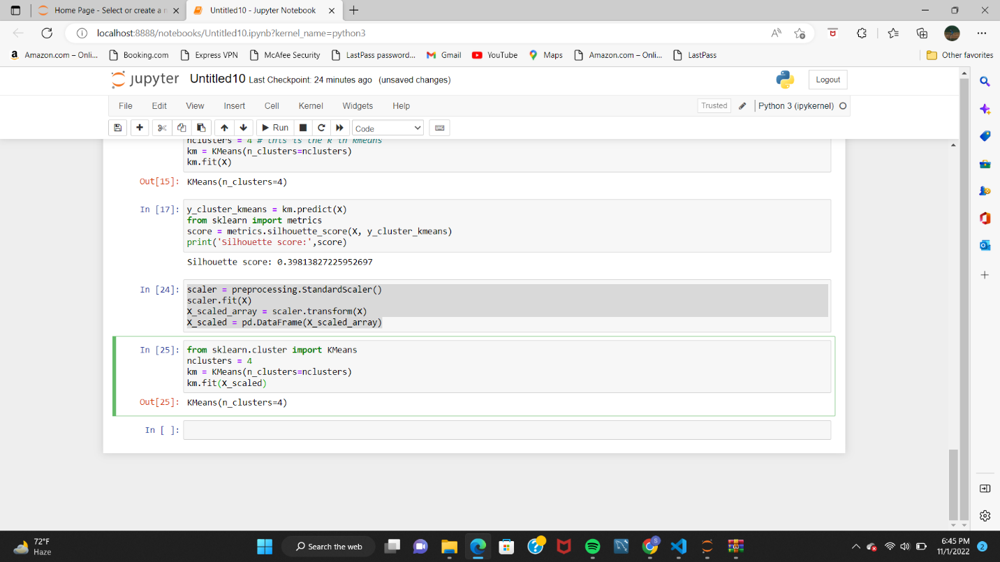 Home Page - Select or create a n
Untitled10 - Jupyter Notebook
localhost:8888/notebooks/Untitled10.ipynb?kernel_name=python3
Amazon.com – Onli...
Booking.com
Express VPN
McAfee Security
LastPass password...
Gmail
YouTube
Maps
Amazon.com – Onli...
LastPass
Other favorites
jupyter Untitled10 Last Checkpoint: 24 minutes ago (unsaved changes)
Logout
File Edit View Insert Cell Kernel Widgets Help
Trusted
Python 3 (ipykernel)
Run
Code
nclusters = 4 # this is the k in kmeans
km = KMeans(n_clusters=nclusters)
km.fit(X)
Out[15]: KMeans(n_clusters=4)
In [17]: y_cluster_kmeans = km.predict(X)
from sklearn import metrics
score = metrics.silhouette_score(X, y_cluster_kmeans)
print('Silhouette score:',score)
Silhouette score: 0.39813827225952697
In [24]: scaler = preprocessing.StandardScaler()
scaler.fit(X)
X_scaled_array = scaler.transform(X)
X_scaled = pd.DataFrame(X_scaled_array)
In [25]: from sklearn.cluster import KMeans
nclusters = 4
km = KMeans(n_clusters=nclusters)
km.fit(X_scaled)
Out[25]: KMeans(n_clusters=4)
In [ ]:
72°F
Haze
Search the web
6:45 PM
11/1/2022
2